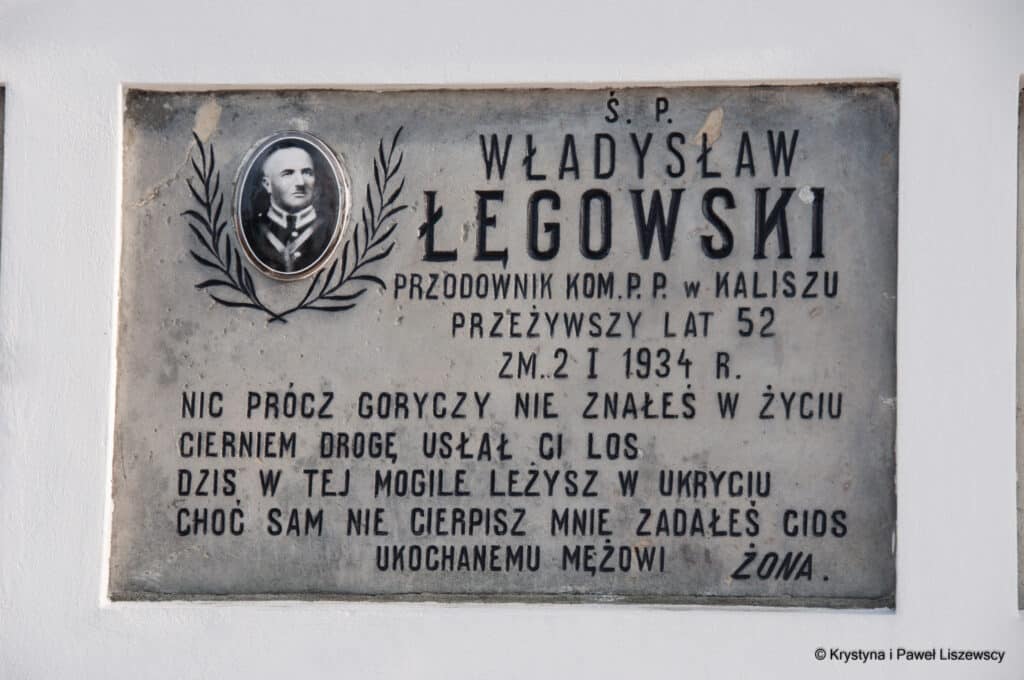 Ś. P.
WŁADYSŁAW
ŁĘGOWSKI
PRZODOWNIK KOM. P. P. w KALISZU
PRZEŻYWSZY LAT 52
ZM. 2 I 1934 R.
NIC PRÓCZ GORYCZY NIE ZNAŁEŚ W ŻYCIU
CIERNIEM DROGĘ USŁAŁ CI LOS
DZIŚ W TEJ MOGILE LEŻYSZ W UKRYCIU
CHOĆ SAM NIE CIERPISZ MNIE ZADAŁEŚ CIOS
UKOCHANEMU MĘŻOWI ŻONA.
© Krystyna i Paweł Liszewscy